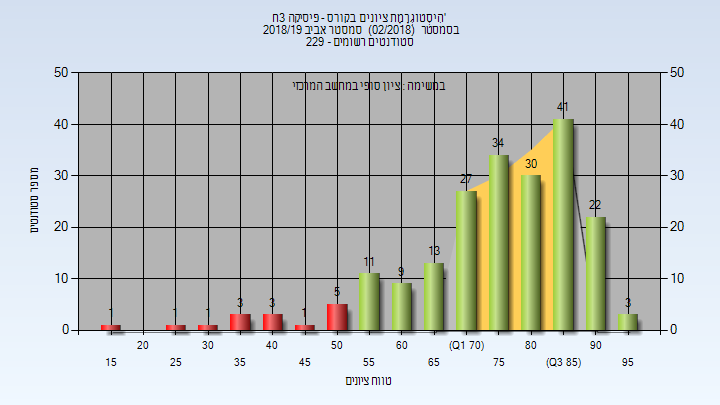 היסטוגרמת ציונים בקורס - פיסיקה 3ח'
בסמסטר (02/2018) סמסטר אביב 2018/19
סטודנטים רשומים - 229
במשימה : ציון סופי במחשב המרכזי
מספר סטודנטים
50 50
40 40
30 30
20 20
10 10
0 0
1 1 1 3 3 1 5 11 9 13 27 34 30 41 22 3
20 30 40 50 60 (Q1 70) 80 90
15 25 35 45 55 65 75 (Q3 85) 95
טווח ציונים